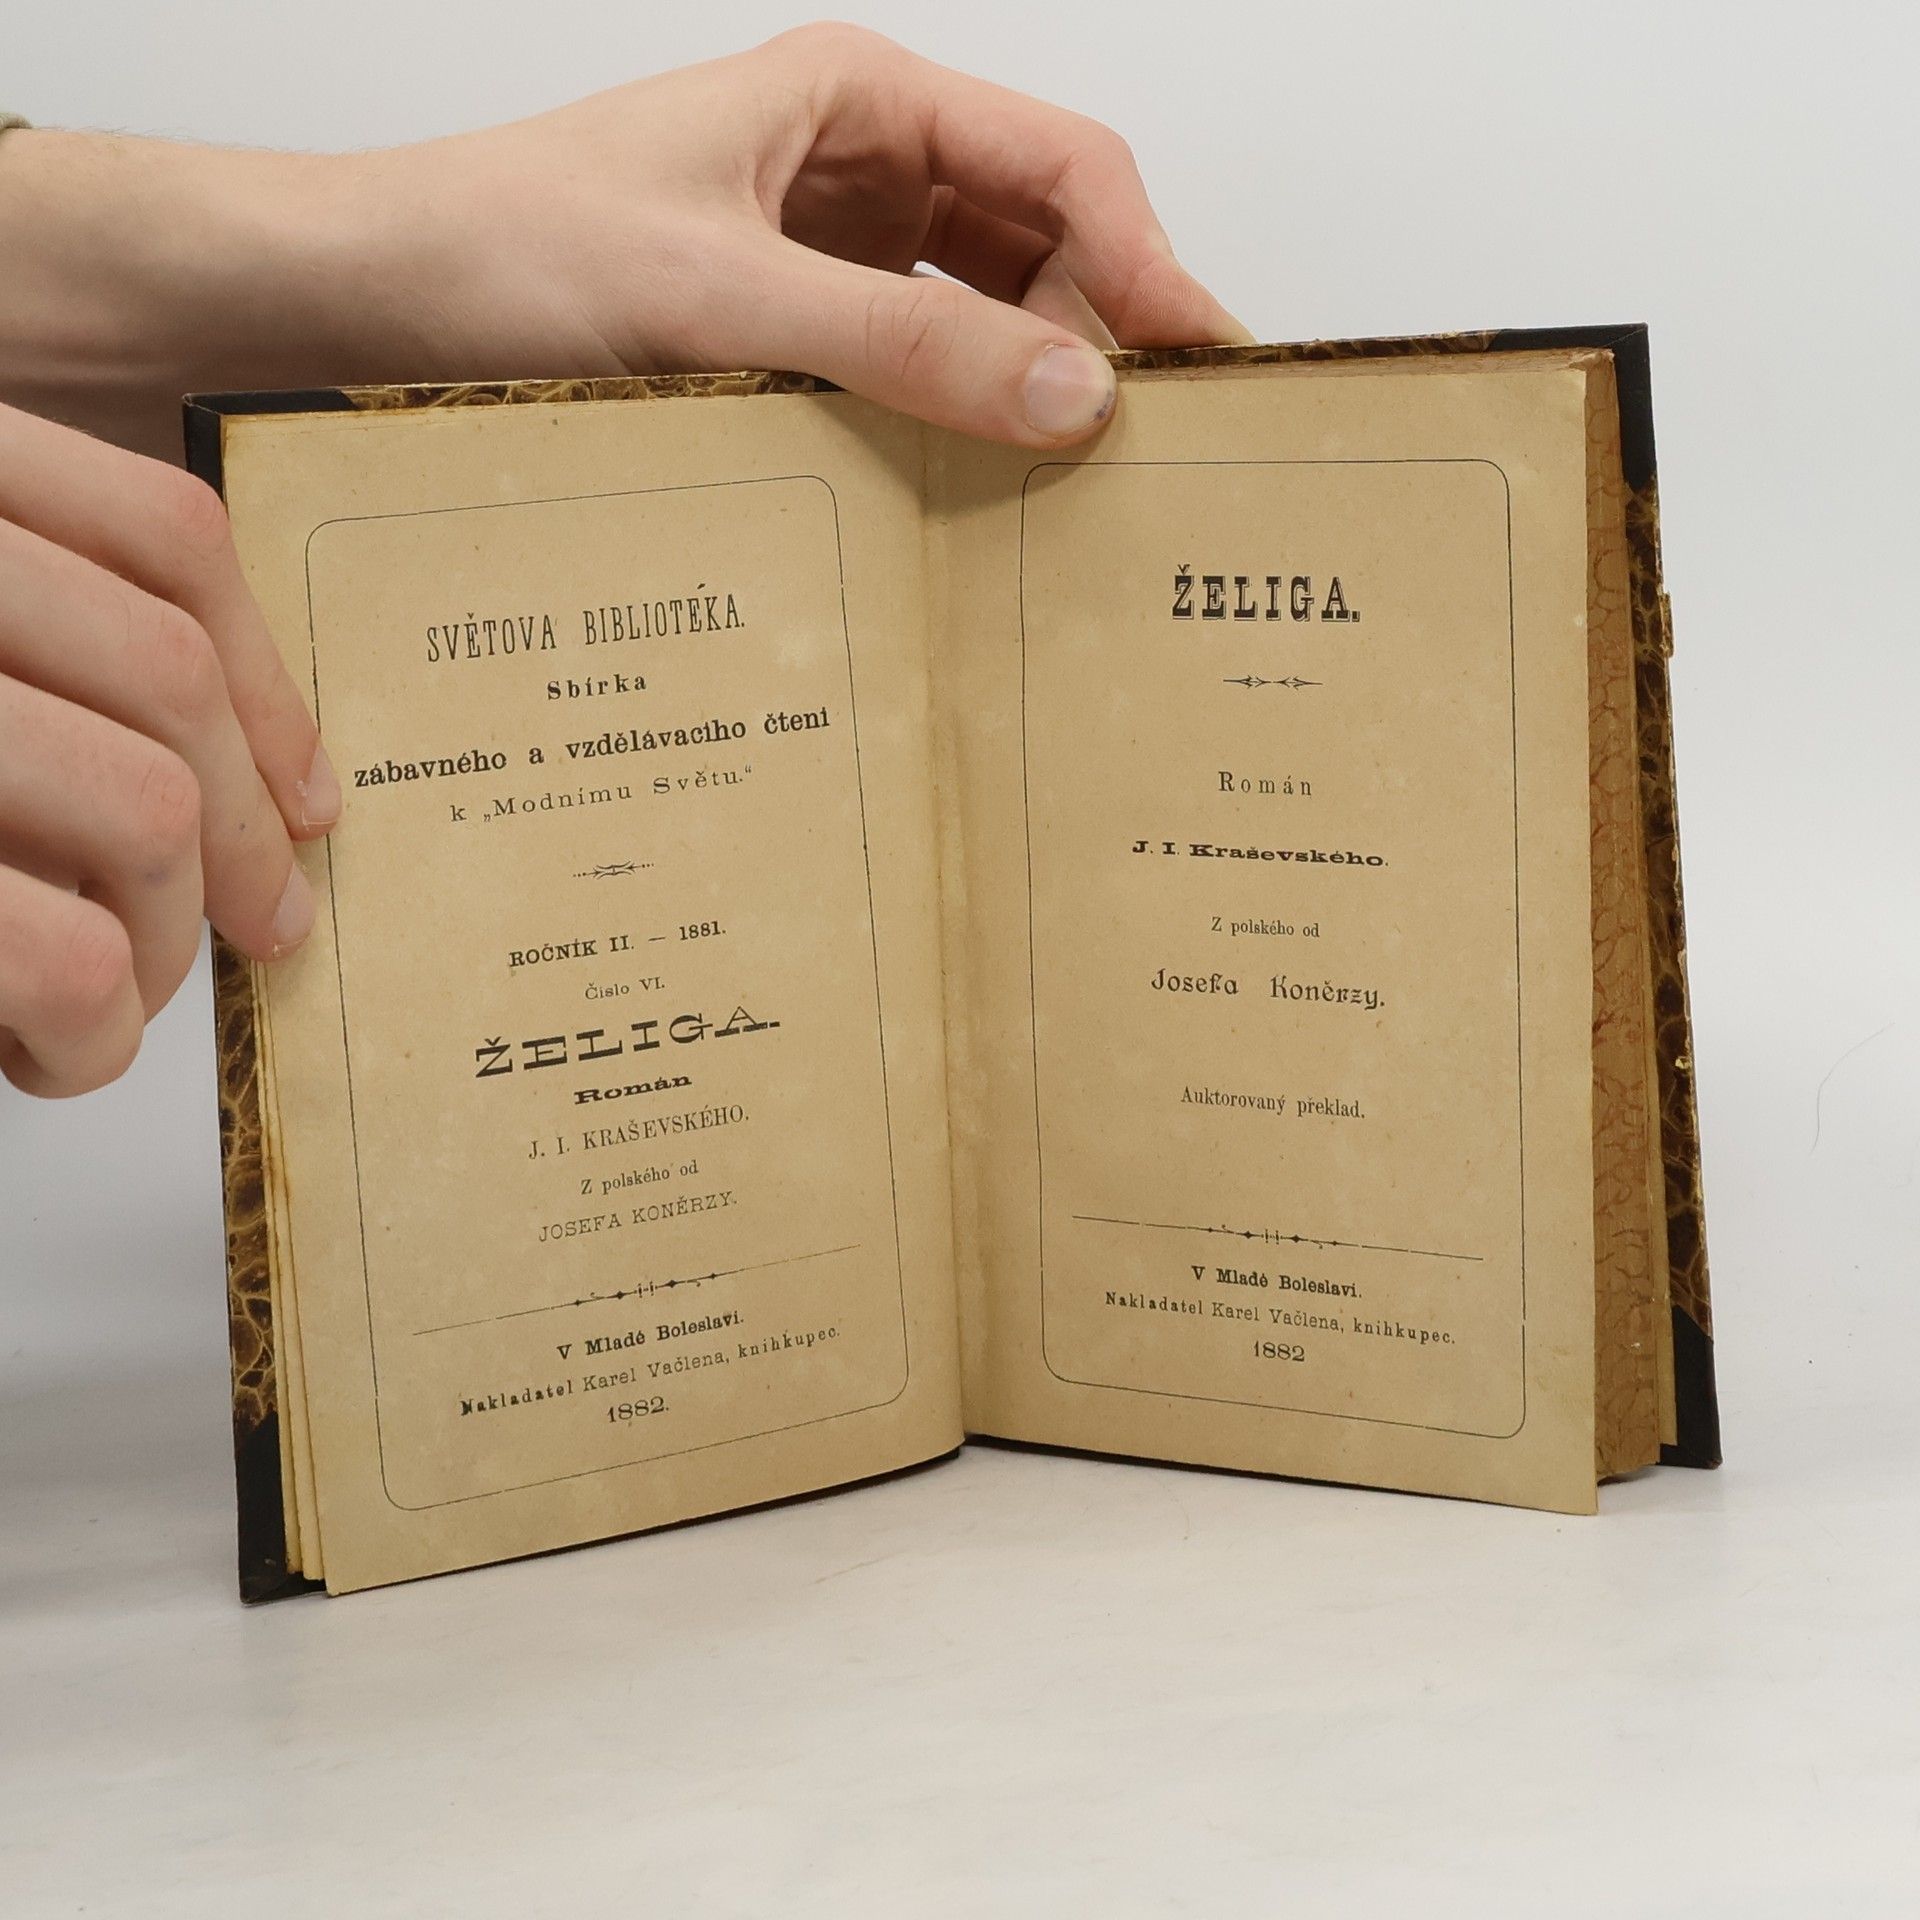 SVĚTOVA BIBLIOTÉKA.
Sbírka
zábavného a vzdělávacího čtení
k „Modnímu Světu.“
ROČNÍK II. — 1881.
Číslo VI.
ŽELIGA.
Román
J. I. KRAŠEVSKÉHO.
Z polského od
JOSEFA KONĚRZY.
V Mladé Boleslavi.
Nakladatel Karel Vačlena, knihkupec.
1882.
ŽELIGA.
Román
J. I. Kraševského.
Z polského od
Josefa Koněrzy.
Auktorovaný překlad.
V Mladé Boleslavi.
Nakladatel Karel Vačlena, knihkupec.
1882